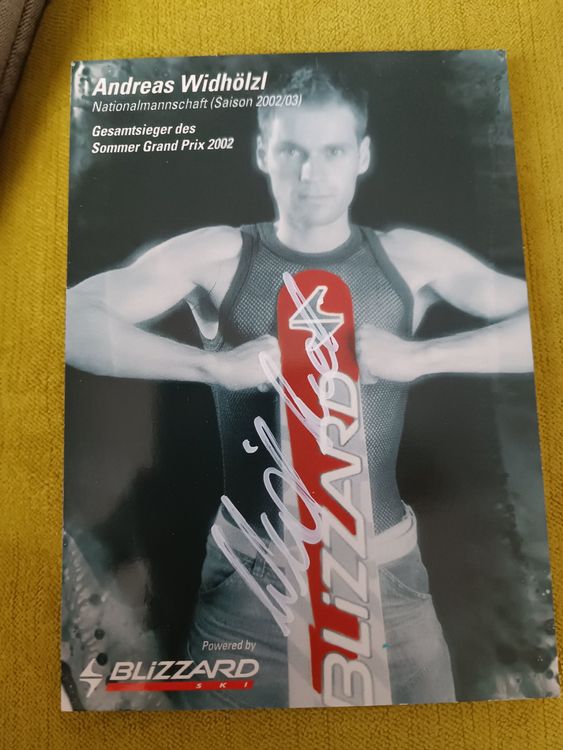 Andreas Widhölzl
Nationalmannschaft (Saison 2002/03)
Gesamtsieger des
Sommer Grand Prix 2002
BLiZZARD
Powered by
BLiZZARD
SKI